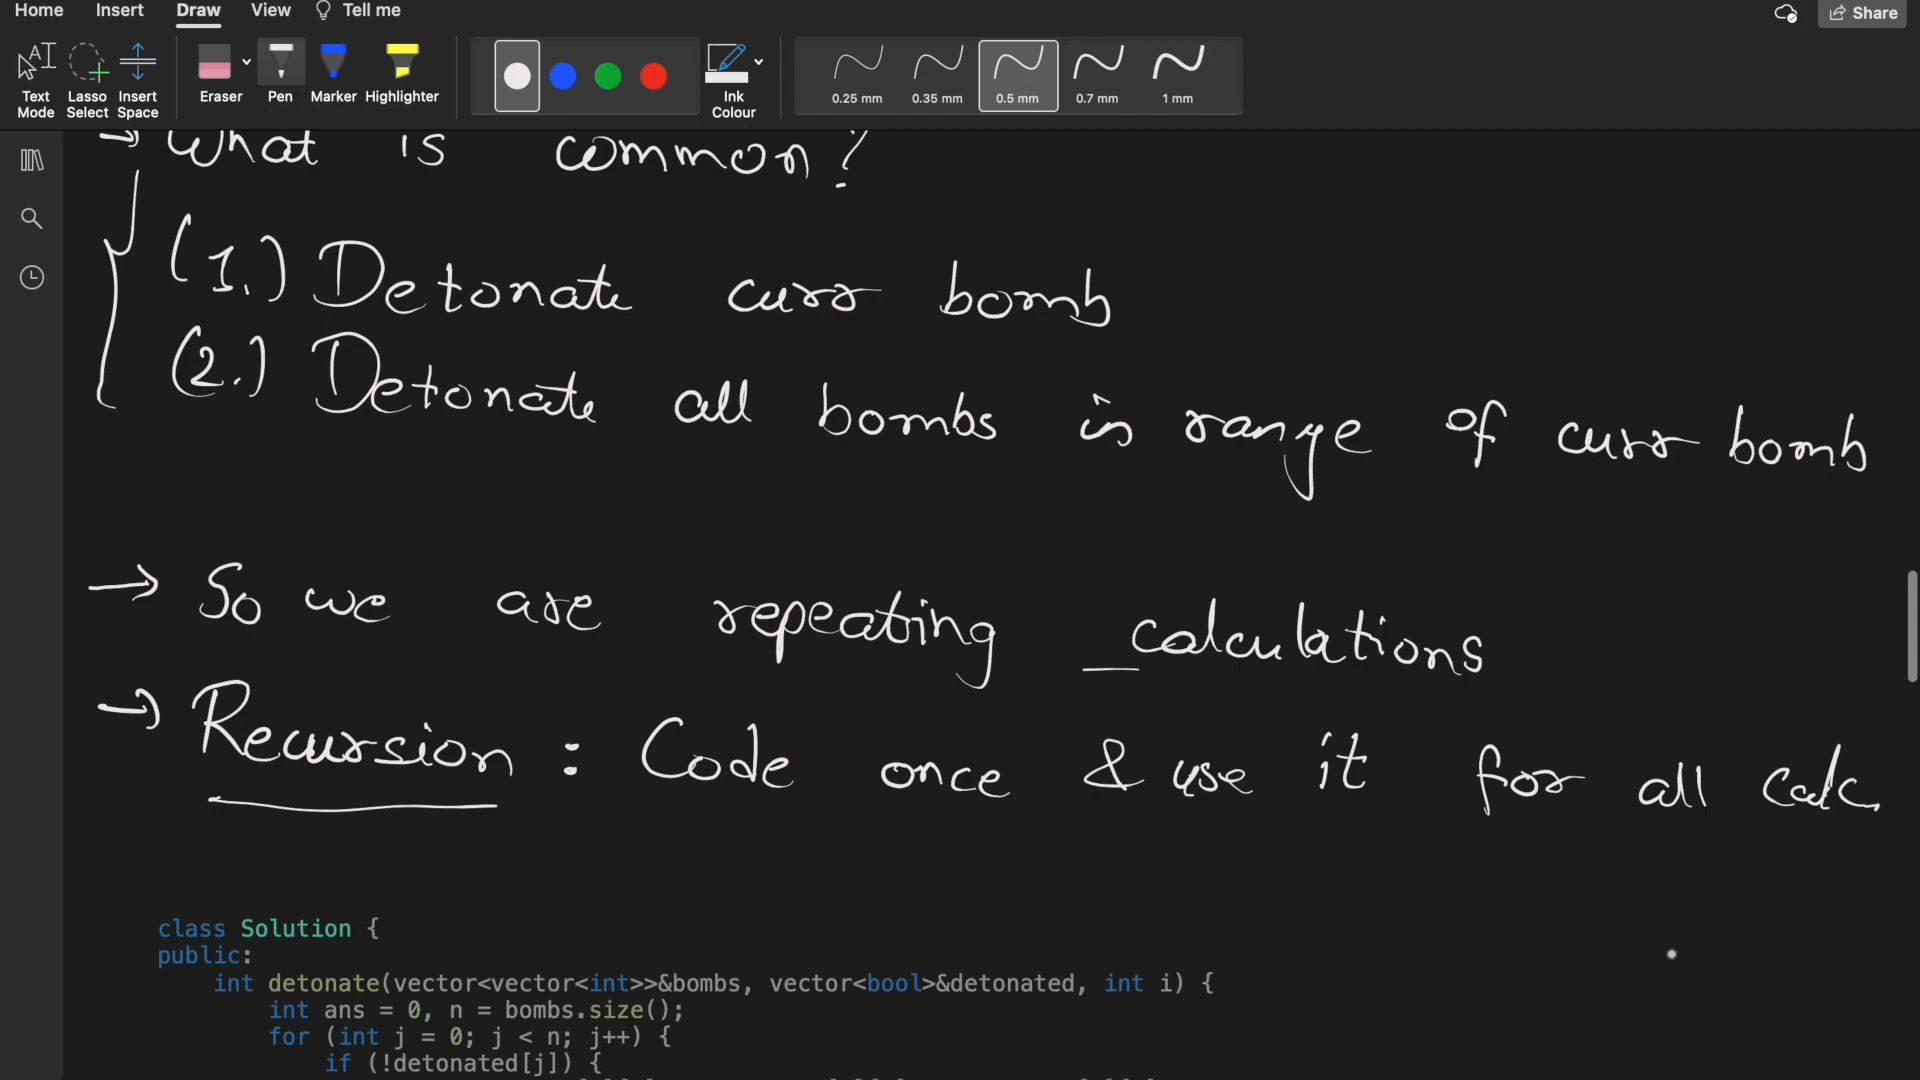 Home Insert Draw View Tell me Share
Text Mode Lasso Select Insert Space Eraser Pen Marker Highlighter Ink Colour 0.25 mm 0.35 mm 0.5 mm 0.7 mm 1 mm
→ What is common?
(1.) Detonate curr bomb
(2.) Detonate all bombs in range of curr bomb
→ So we are repeating _calculations
→ Recursion : Code once & use it for all calc.
class Solution {
public:
    int detonate(vector<vector<int>>&bombs, vector<bool>&detonated, int i) {
        int ans = 0, n = bombs.size();
        for (int j = 0; j < n; j++) {
            if (!detonated[j]) {